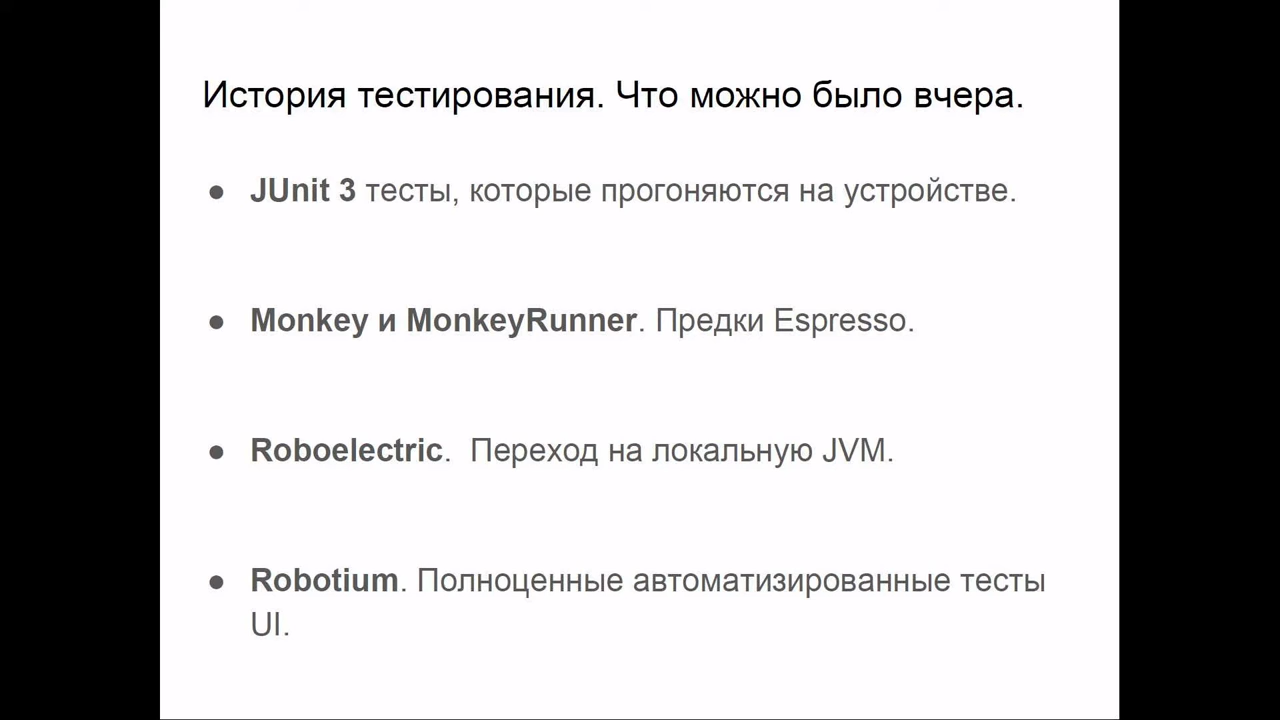 История тестирования. Что можно было вчера.
● JUnit 3 тесты, которые прогоняются на устройстве.
● Monkey и MonkeyRunner. Предки Espresso.
● Roboelectric.  Переход на локальную JVM.
● Robotium. Полноценные автоматизированные тесты
UI.